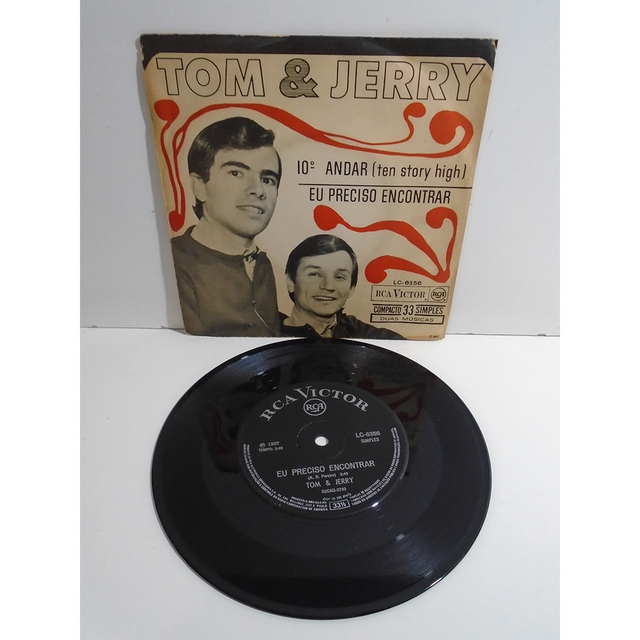 TOM & JERRY
10º ANDAR (ten story high)
EU PRECISO ENCONTRAR
LC-6356
RCA VICTOR RCA
COMPACTO 33 SIMPLES
DUAS MÚSICAS
RCA VICTOR
RCA
℗ 1967
LC-6356
SIMPLES
EU PRECISO ENCONTRAR
TOM & JERRY
33⅓